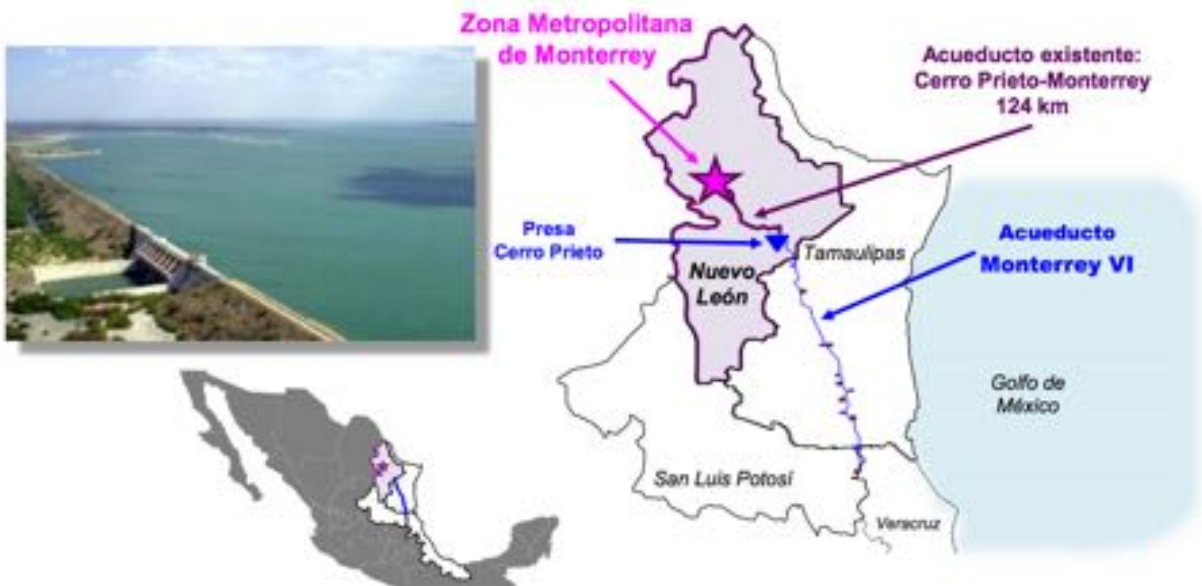 Zona Metropolitana
de Monterrey
Acueducto existente:
Cerro Prieto-Monterrey
124 km
Presa
Cerro Prieto
Nuevo
León
Tamaulipas
Acueducto
Monterrey VI
Golfo de
México
San Luis Potosí
Veracruz